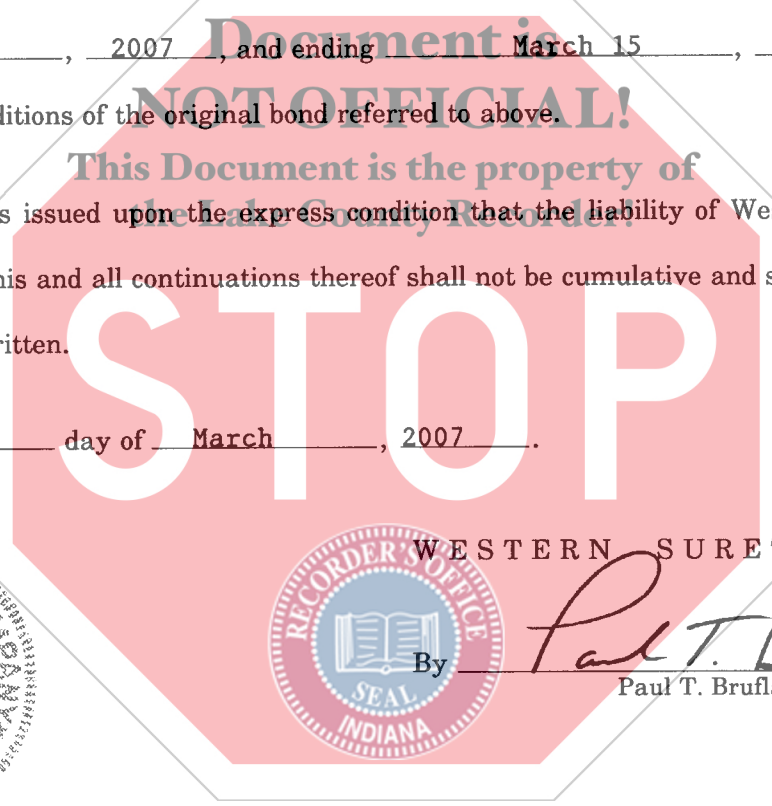 , 2007 , and ending March 15 ,
Document is
ditions of the original bond referred to above.
NOT OFFICIAL!
This Document is the property of
the Lake County Recorder!
s issued upon the express condition that the liability of We
his and all continuations thereof shall not be cumulative and s
ritten.
STOP
day of March , 2007 .
WESTERN SURE
RECORDER'S OFFICE
SEAL
INDIANA
By Paul T.
Paul T. Brufl